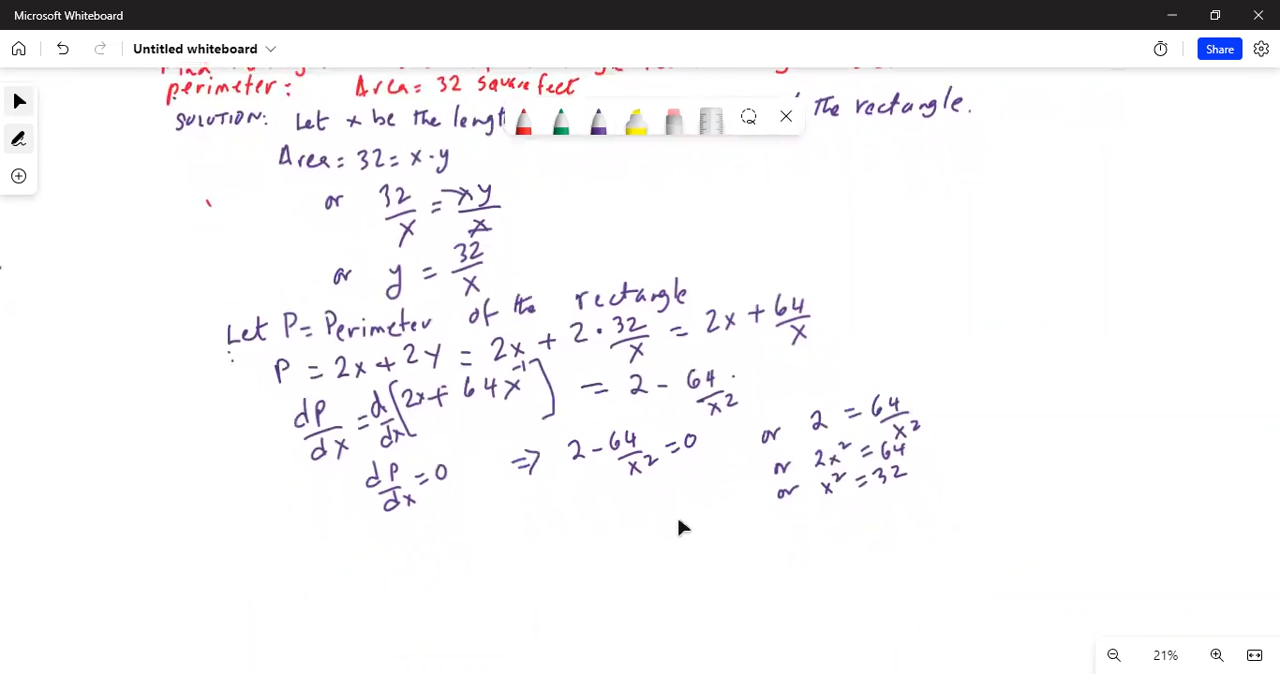 Microsoft Whiteboard
Untitled whiteboard
Share
perimeter: Area = 32 square feet
SOLUTION: Let x be the length the rectangle.
Area = 32 = x · y
or 32/x = xy/x
or y = 32/x
Let P = Perimeter of the rectangle
P = 2x + 2y = 2x + 2 · 32/x = 2x + 64/x
dP/dx = d/dx [2x + 64x⁻¹] = 2 - 64/x²
dP/dx = 0 ⇒ 2 - 64/x² = 0 or 2 = 64/x²
or 2x² = 64
or x² = 32
21%